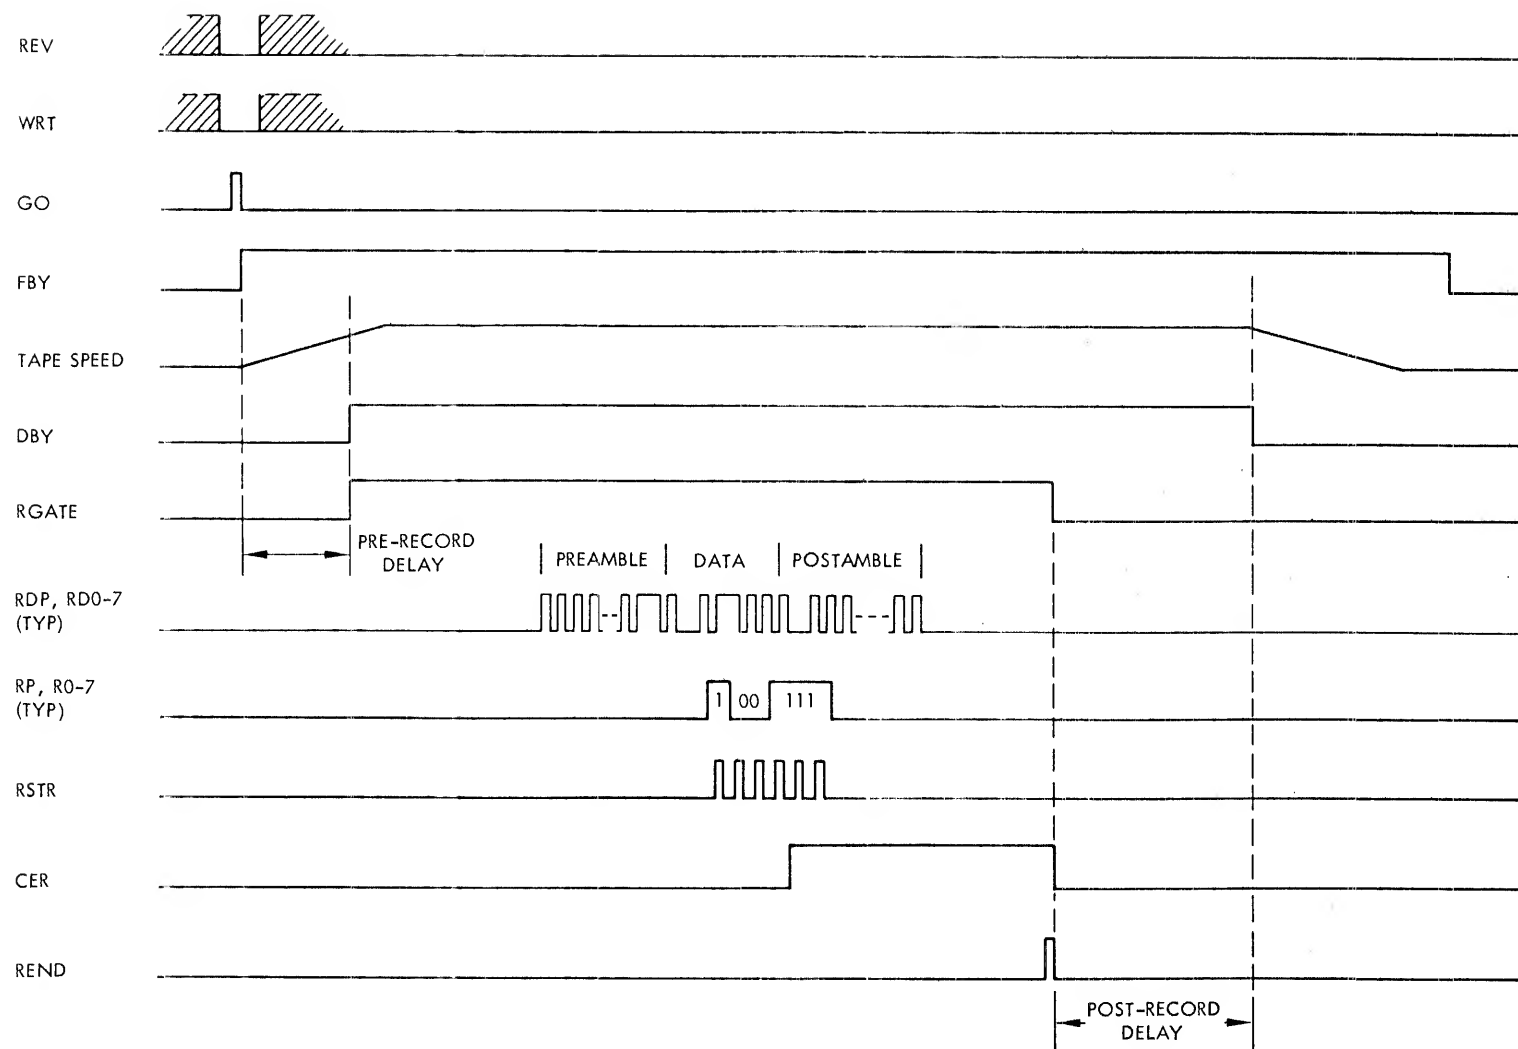 REV
WRT
GO
FBY
TAPE SPEED
DBY
RGATE
PRE-RECORD
DELAY
PREAMBLE
DATA
POSTAMBLE
RDP, RD0-7
(TYP)
RP, R0-7
(TYP)
1 00 111
RSTR
CER
REND
POST-RECORD
DELAY